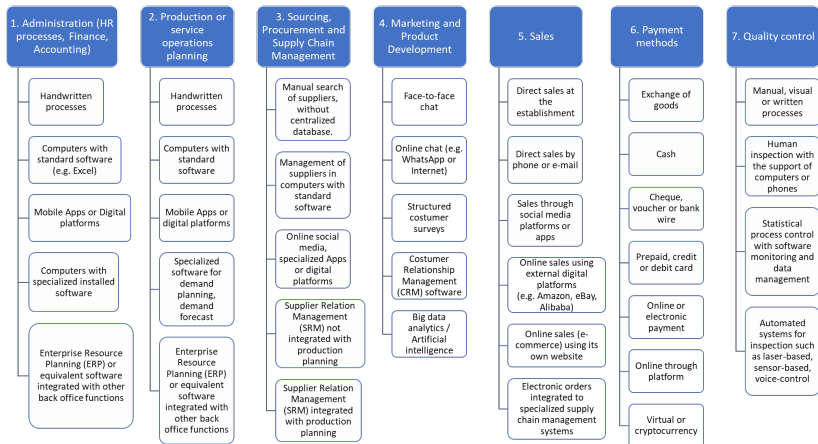 1. Administration (HR
processes, Finance,
Accounting)
Handwritten
processes
Computers with
standard software
(e.g. Excel)
Mobile Apps or Digital
platforms
Computers with
specialized installed
software
Enterprise Resource
Planning (ERP) or
equivalent software
integrated with other
back office functions
2. Production or
service
operations
planning
Handwritten
processes
Computers with
standard
software
Mobile Apps or
digital platforms
Specialized
software for
demand
planning,
demand
forecast
Enterprise
Resource
Planning (ERP)
or equivalent
software
integrated with
other back
office functions
3. Sourcing,
Procurement and
Supply Chain
Management
Manual search
of suppliers,
without
centralized
database.
Management of
suppliers in
computers with
standard
software
Online social
media,
specialized Apps
or digital
platforms
Supplier Relation
Management
(SRM) not
integrated with
production
planning
Supplier Relation
Management
(SRM) integrated
with production
planning
4. Marketing and
Product
Development
Face-to-face
chat
Online chat (e.g.
WhatsApp or
Internet)
Structured
costumer
surveys
Costumer
Relationship
Management
(CRM) software
Big data
analytics /
Artificial
intelligence
5. Sales
Direct sales at
the
establishment
Direct sales by
phone or e-mail
Sales through
social media
platforms or
apps
Online sales using
external digital
platforms
(e.g. Amazon, eBay,
Alibaba)
Online sales (e-
commerce) using its
own website
Electronic orders
integrated to
specialized supply
chain management
systems
6. Payment
methods
Exchange of
goods
Cash
Cheque,
voucher or bank
wire
Prepaid, credit
or debit card
Online or
electronic
payment
Online through
platform
Virtual or
cryptocurrency
7. Quality control
Manual, visual
or written
processes
Human
inspection with
the support of
computers or
phones
Statistical
process control
with software
monitoring and
data
management
Automated
systems for
inspection such
as laser-based,
sensor-based,
voice-control